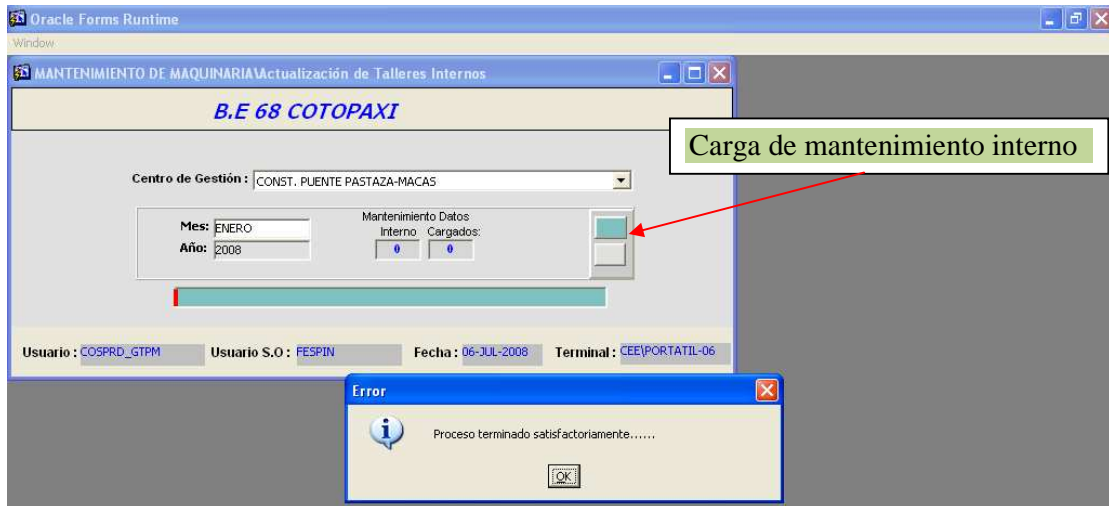 Oracle Forms Runtime
Window
MANTENIMIENTO DE MAQUINARIA\Actualización de Talleres Internos
B.E 68 COTOPAXI
Carga de mantenimiento interno
Centro de Gestión : CONST. PUENTE PASTAZA-MACAS
Mantenimiento Datos
Mes: ENERO Interno Cargados:
Año: 2008 0 0
Usuario : COSPRD_GTPM Usuario S.O : FESPIN Fecha : 06-JUL-2008 Terminal : CEE\PORTATIL-06
Error
Proceso terminado satisfactoriamente......
OK